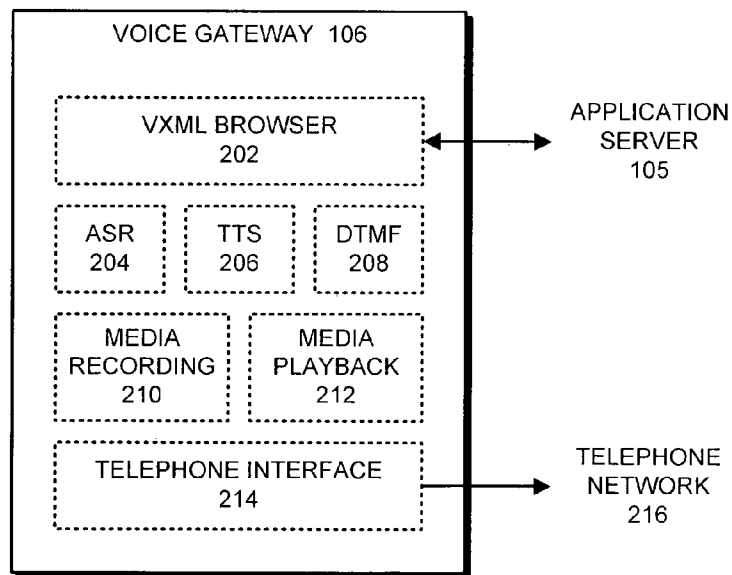 VOICE GATEWAY 106
VXML BROWSER
202
APPLICATION
SERVER
105
ASR
204
TTS
206
DTMF
208
MEDIA
RECORDING
210
MEDIA
PLAYBACK
212
TELEPHONE INTERFACE
214
TELEPHONE
NETWORK
216